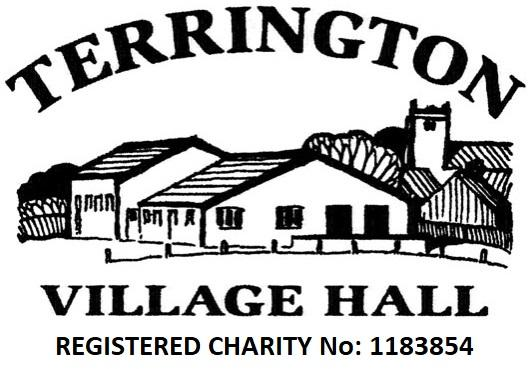 TERRINGTON
VILLAGE HALL
REGISTERED CHARITY No: 1183854